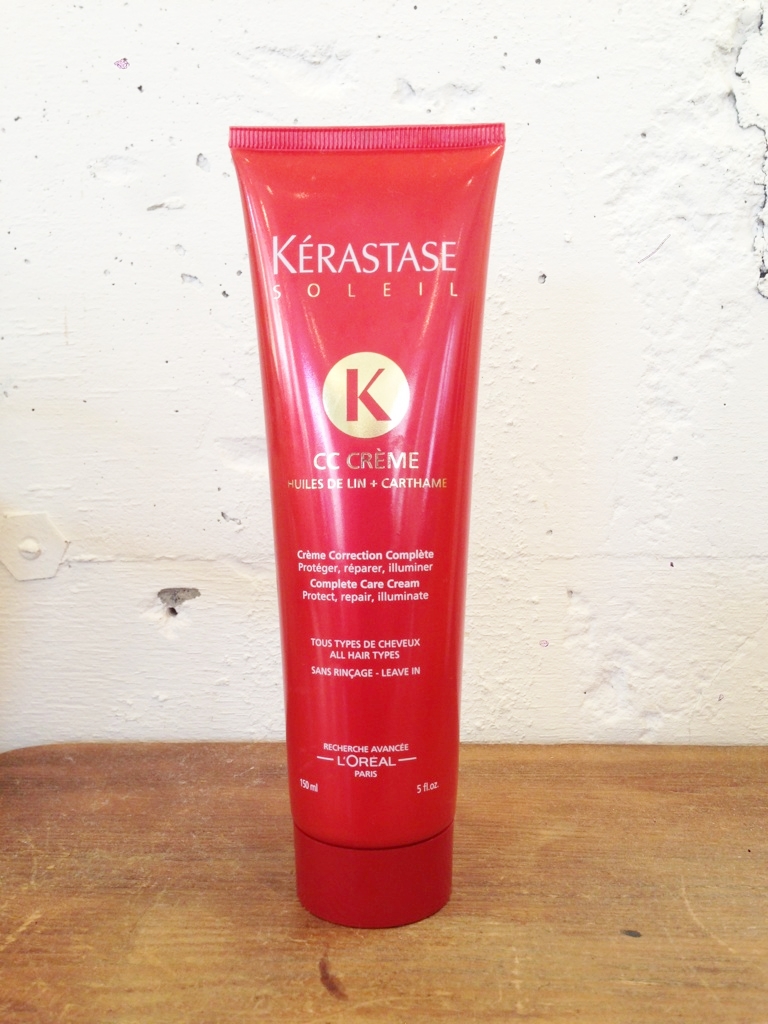 KÉRASTASE
SOLEIL
K
CC CRÈME
HUILES DE LIN + CARTHAME
Crème Correction Complète
Protéger, réparer, illuminer
Complete Care Cream
Protect, repair, illuminate
TOUS TYPES DE CHEVEUX
ALL HAIR TYPES
SANS RINÇAGE - LEAVE IN
RECHERCHE AVANCÉE
L'ORÉAL
PARIS
150 ml 5 fl.oz.